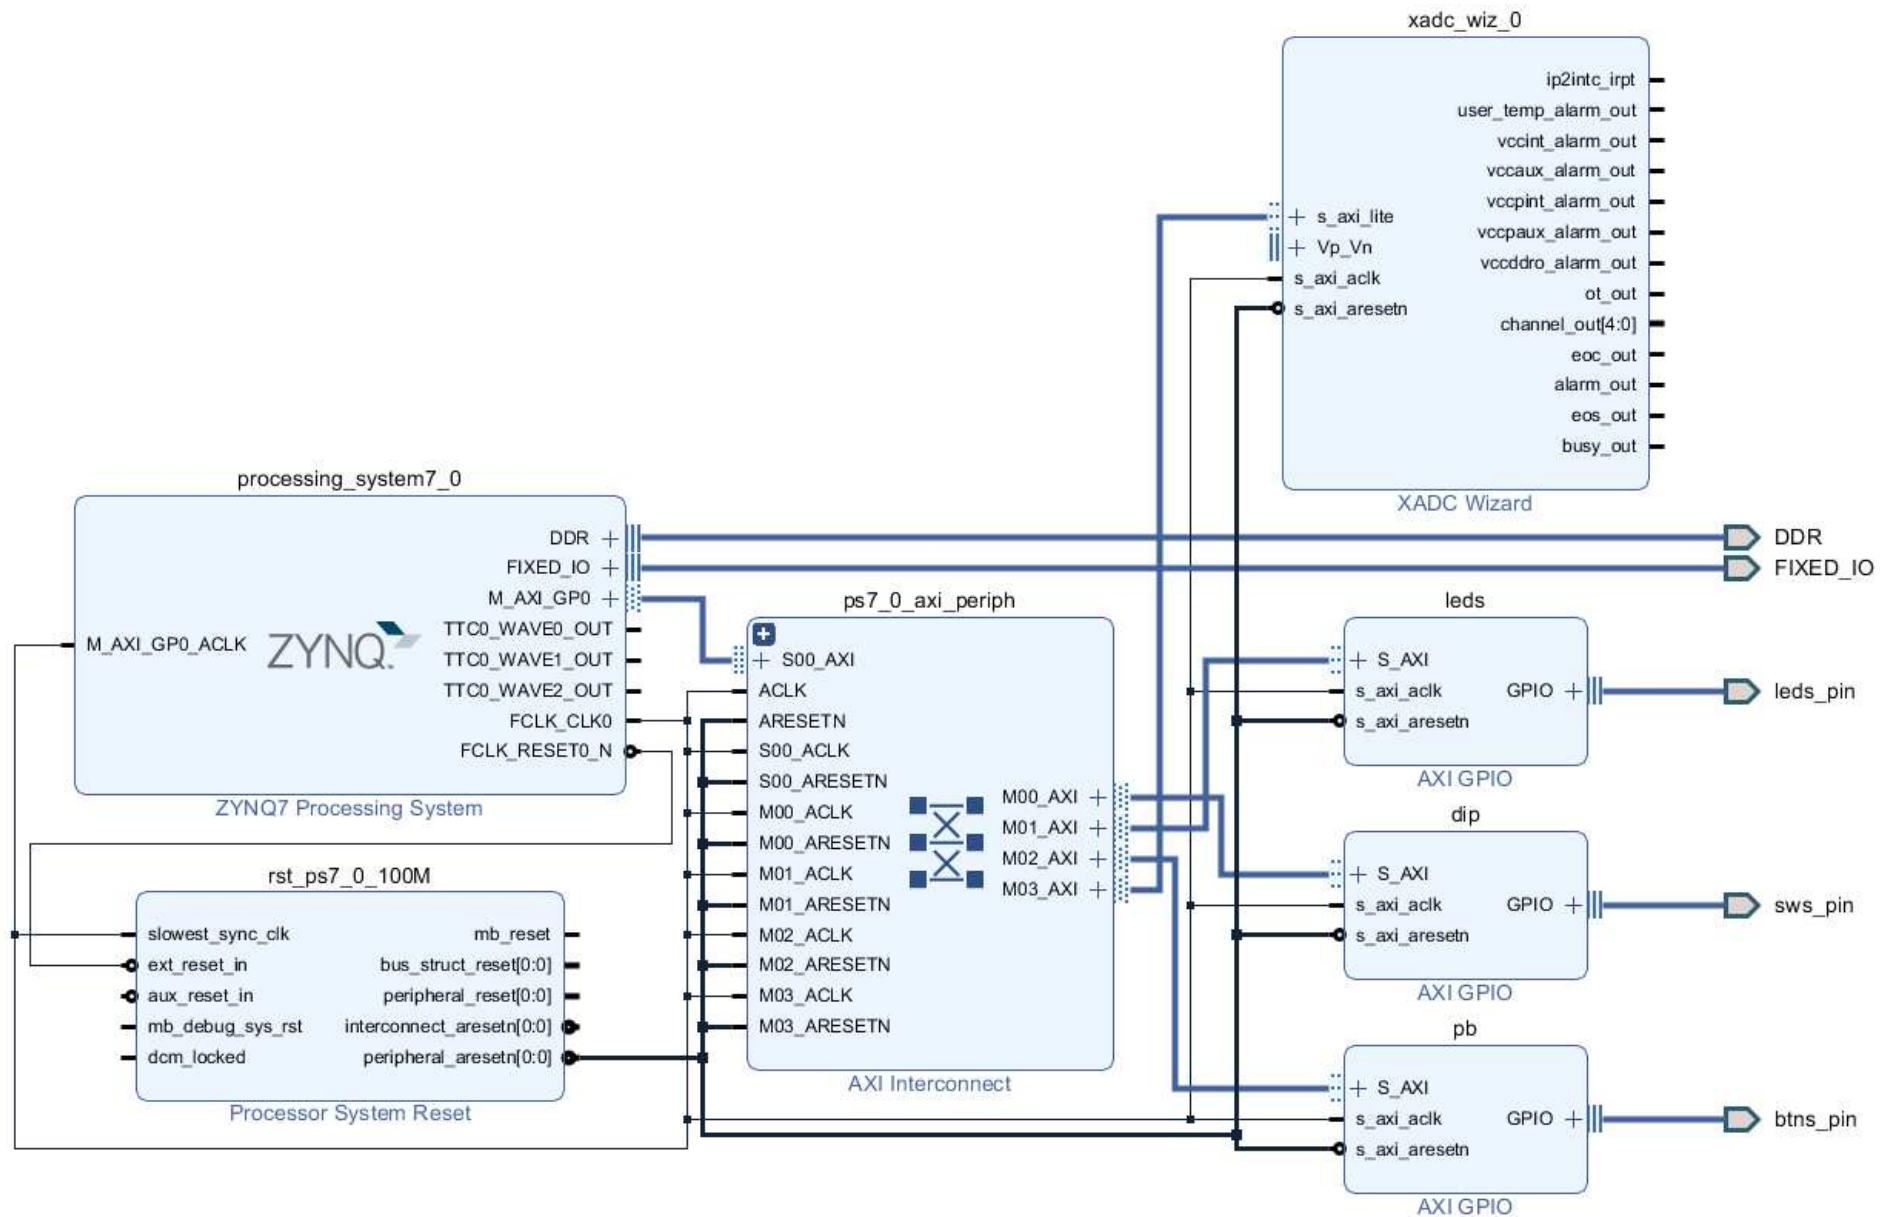 xadc_wiz_0
ip2intc_irpt
user_temp_alarm_out
vccint_alarm_out
vccaux_alarm_out
vccpint_alarm_out
vccpaux_alarm_out
vccddro_alarm_out
ot_out
channel_out[4:0]
eoc_out
alarm_out
eos_out
busy_out
s_axi_lite
Vp_Vn
s_axi_aclk
s_axi_aresetn
XADC Wizard
processing_system7_0
DDR
FIXED_IO
M_AXI_GP0
TTC0_WAVE0_OUT
TTC0_WAVE1_OUT
TTC0_WAVE2_OUT
FCLK_CLK0
FCLK_RESET0_N
M_AXI_GP0_ACLK
ZYNQ.
ZYNQ7 Processing System
DDR
FIXED_IO
rst_ps7_0_100M
slowest_sync_clk
ext_reset_in
aux_reset_in
mb_debug_sys_rst
dcm_locked
mb_reset
bus_struct_reset[0:0]
peripheral_reset[0:0]
interconnect_aresetn[0:0]
peripheral_aresetn[0:0]
Processor System Reset
ps7_0_axi_periph
S00_AXI
ACLK
ARESETN
S00_ACLK
S00_ARESETN
M00_ACLK
M00_ARESETN
M01_ACLK
M01_ARESETN
M02_ACLK
M02_ARESETN
M03_ACLK
M03_ARESETN
M00_AXI
M01_AXI
M02_AXI
M03_AXI
AXI Interconnect
leds
S_AXI
s_axi_aclk
s_axi_aresetn
GPIO
AXI GPIO
leds_pin
dip
S_AXI
s_axi_aclk
s_axi_aresetn
GPIO
AXI GPIO
sws_pin
pb
S_AXI
s_axi_aclk
s_axi_aresetn
GPIO
AXI GPIO
btns_pin